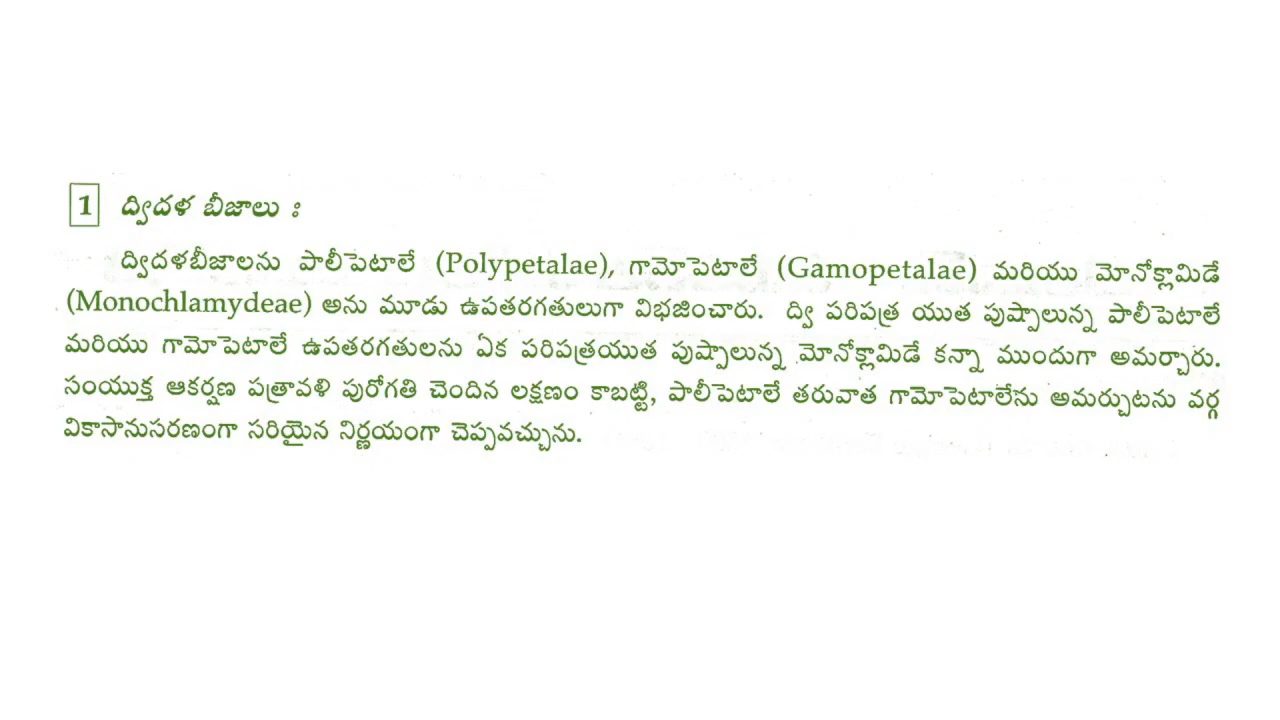 1 ద్విదళ బీజాలు :
ద్విదళబీజాలను పాలీపెటాలే (Polypetalae), గామోపెటాలే (Gamopetalae) మరియు మోనోక్లామిడే
(Monochlamydeae) అను మూడు ఉపతరగతులుగా విభజించారు. ద్వి పరిపత్ర యుత పుష్పాలున్న పాలీపెటాలే
మరియు గామోపెటాలే ఉపతరగతులను ఏక పరిపత్రయుత పుష్పాలున్న మోనోక్లామిడే కన్నా ముందుగా అమర్చారు.
సంయుక్త ఆకర్షణ పత్రావళి పురోగతి చెందిన లక్షణం కాబట్టి, పాలీపెటాలే తరువాత గామోపెటాలేసు అమర్చుటను వర్గ
వికాసానుసరణంగా సరియైన నిర్ణయంగా చెప్పవచ్చును.